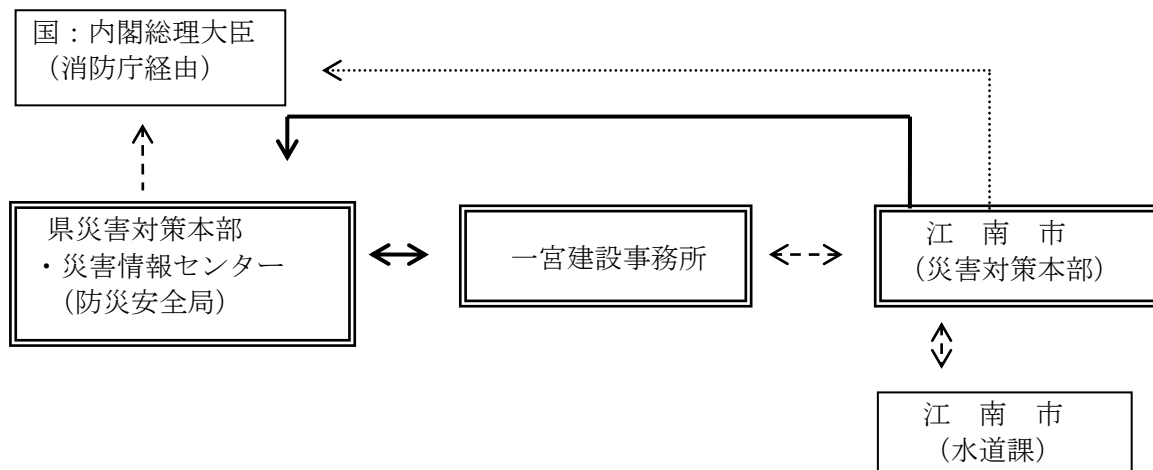 国：内閣総理大臣
（消防庁経由）
県災害対策本部
・災害情報センター
（防災安全局）
一宮建設事務所
江　南　市
（災害対策本部）
江　南　市
（水道課）